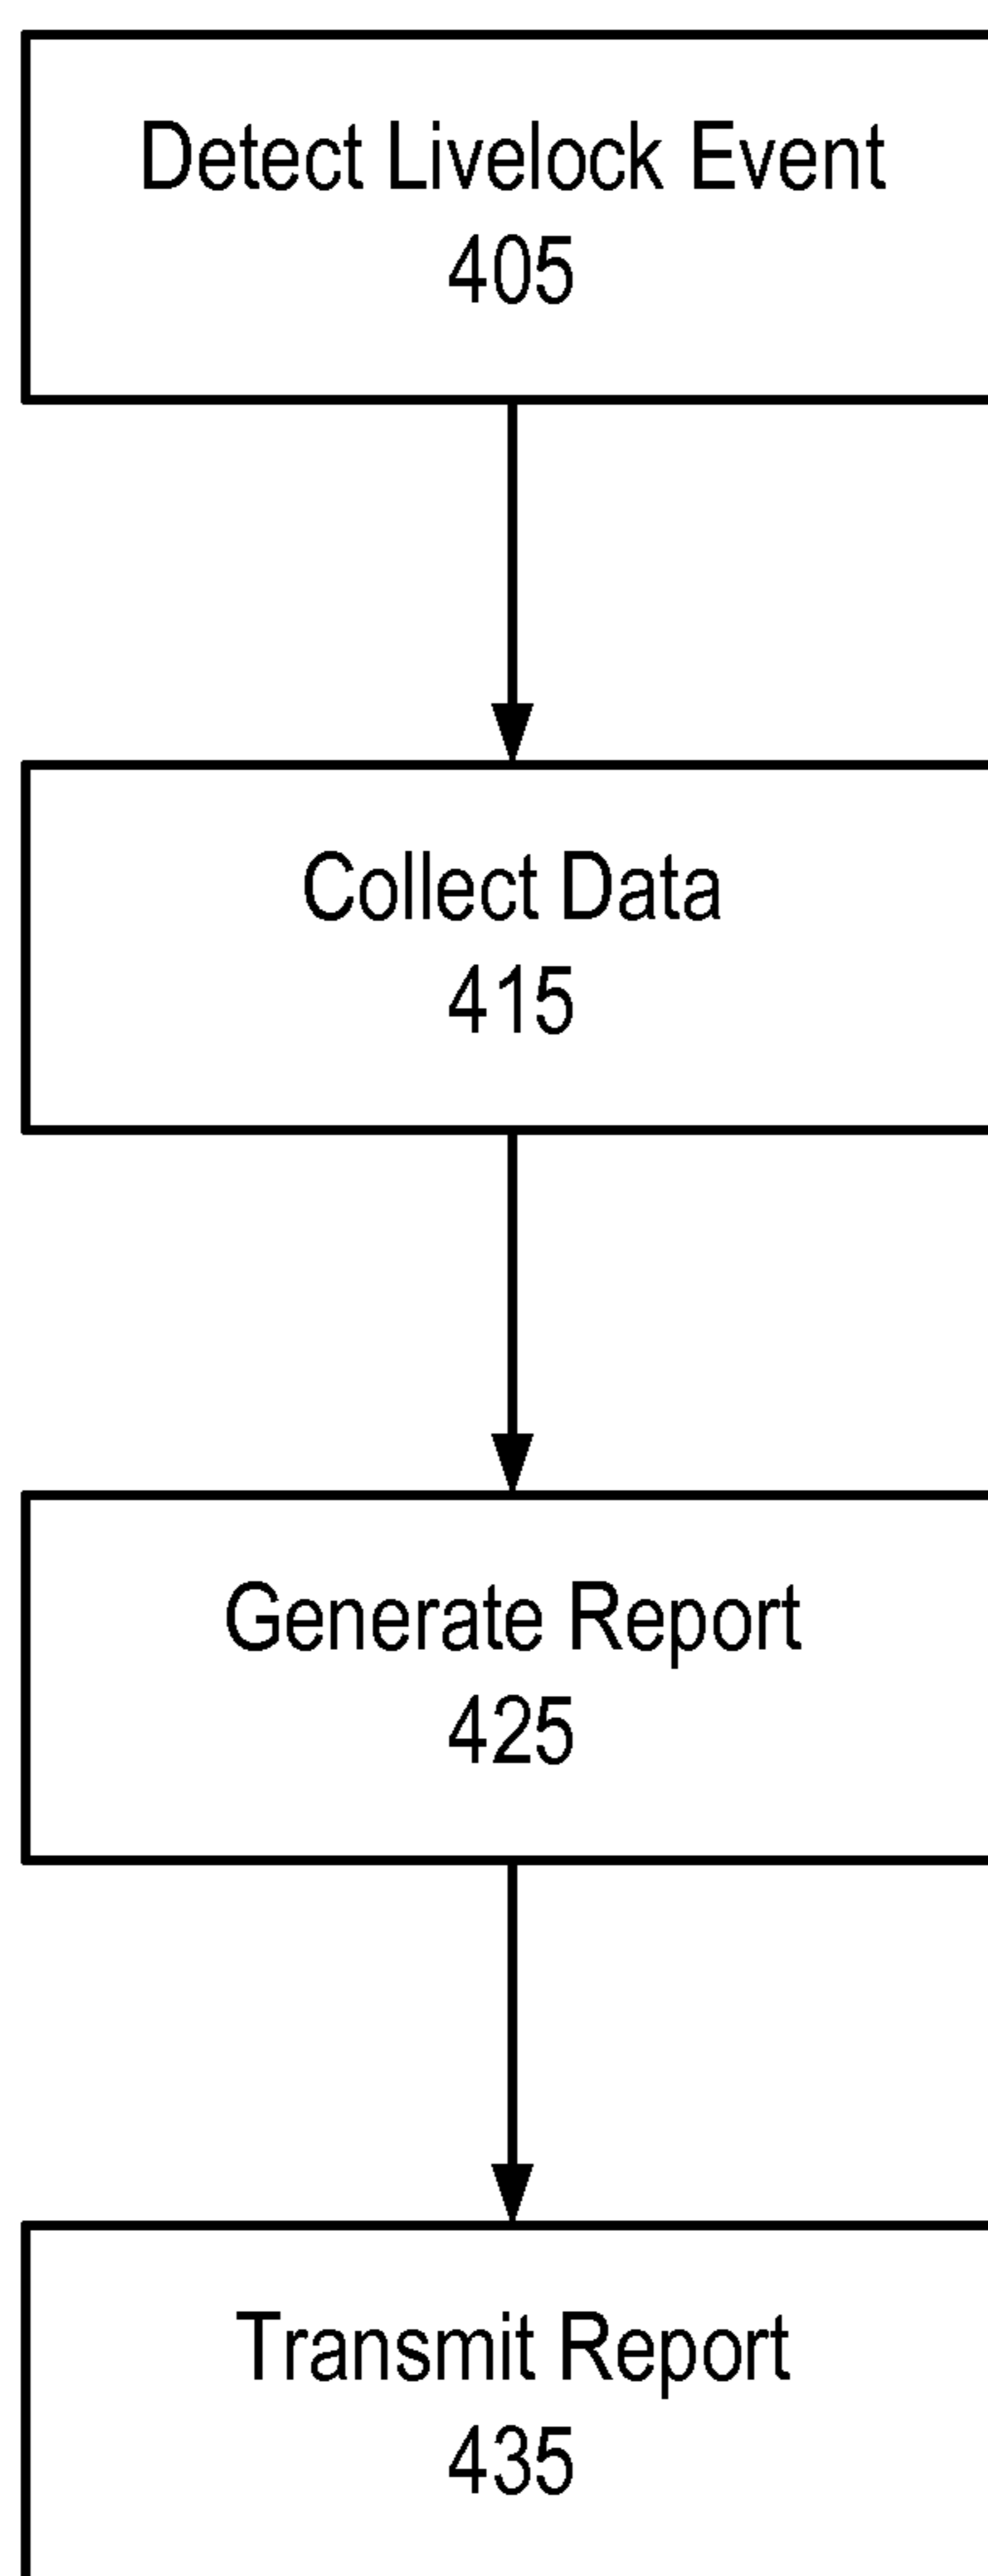 Detect Livelock Event
405
Collect Data
415
Generate Report
425
Transmit Report
435